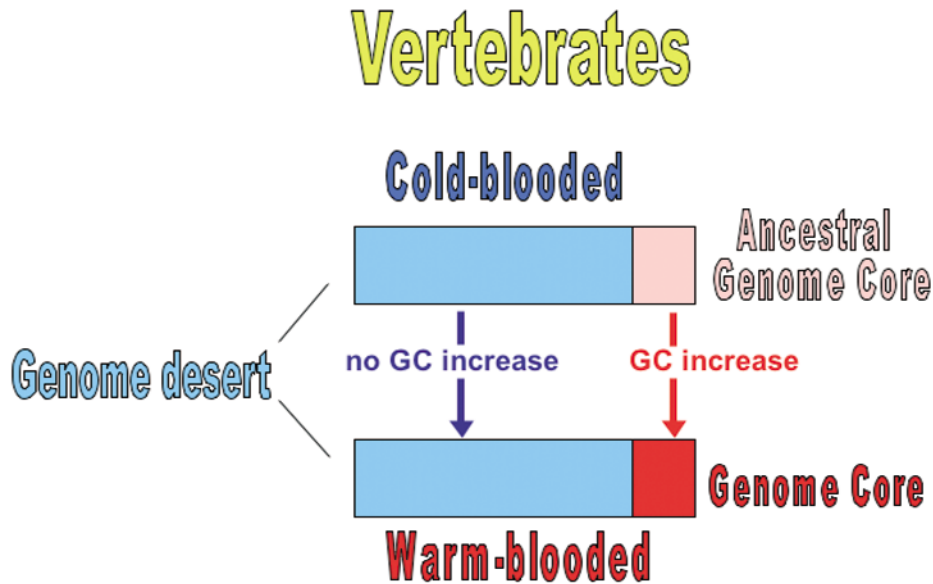 Vertebrates
Cold-blooded
Ancestral
Genome Core
Genome desert
no GC increase
GC increase
Genome Core
Warm-blooded